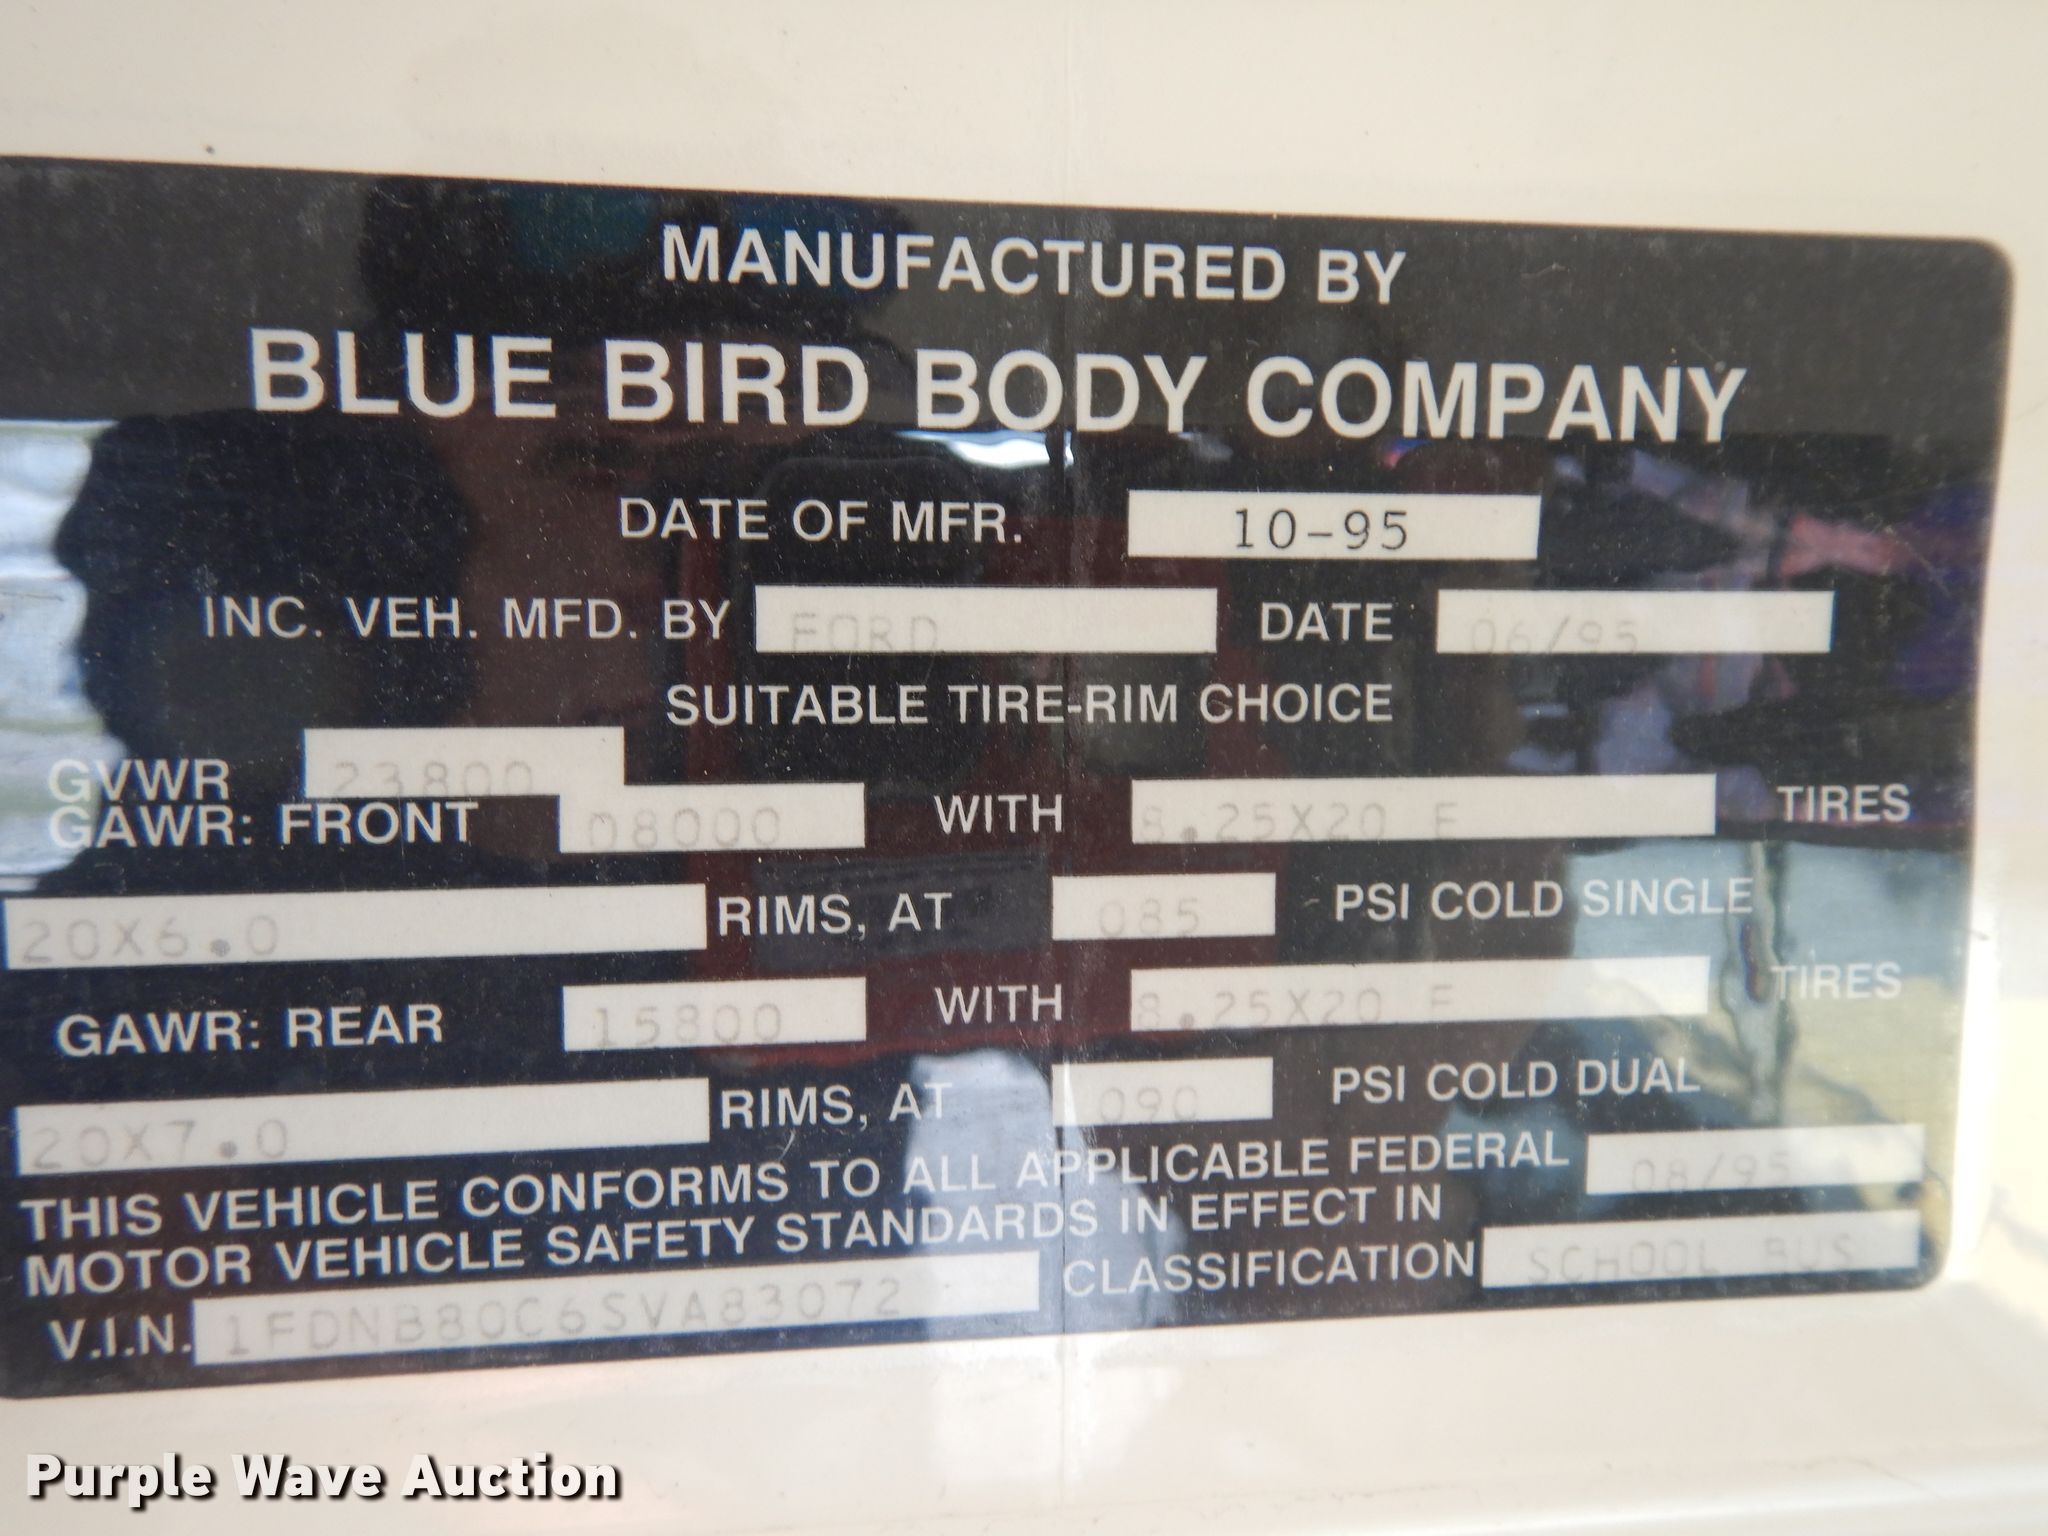 MANUFACTURED BY
BLUE BIRD BODY COMPANY
DATE OF MFR. 10-95
INC. VEH. MFD. BY FORD DATE 06/95
SUITABLE TIRE-RIM CHOICE
GVWR 23800
GAWR: FRONT 08000 WITH 8.25X20 E TIRES
20X6.0 RIMS, AT 085 PSI COLD SINGLE
GAWR: REAR 15800 WITH 8.25X20 E TIRES
20X7.0 RIMS, AT 090 PSI COLD DUAL
THIS VEHICLE CONFORMS TO ALL APPLICABLE FEDERAL
MOTOR VEHICLE SAFETY STANDARDS IN EFFECT IN 08/95
V.I.N. 1FDNB80C6SVA83072 CLASSIFICATION SCHOOL BUS
Purple Wave Auction